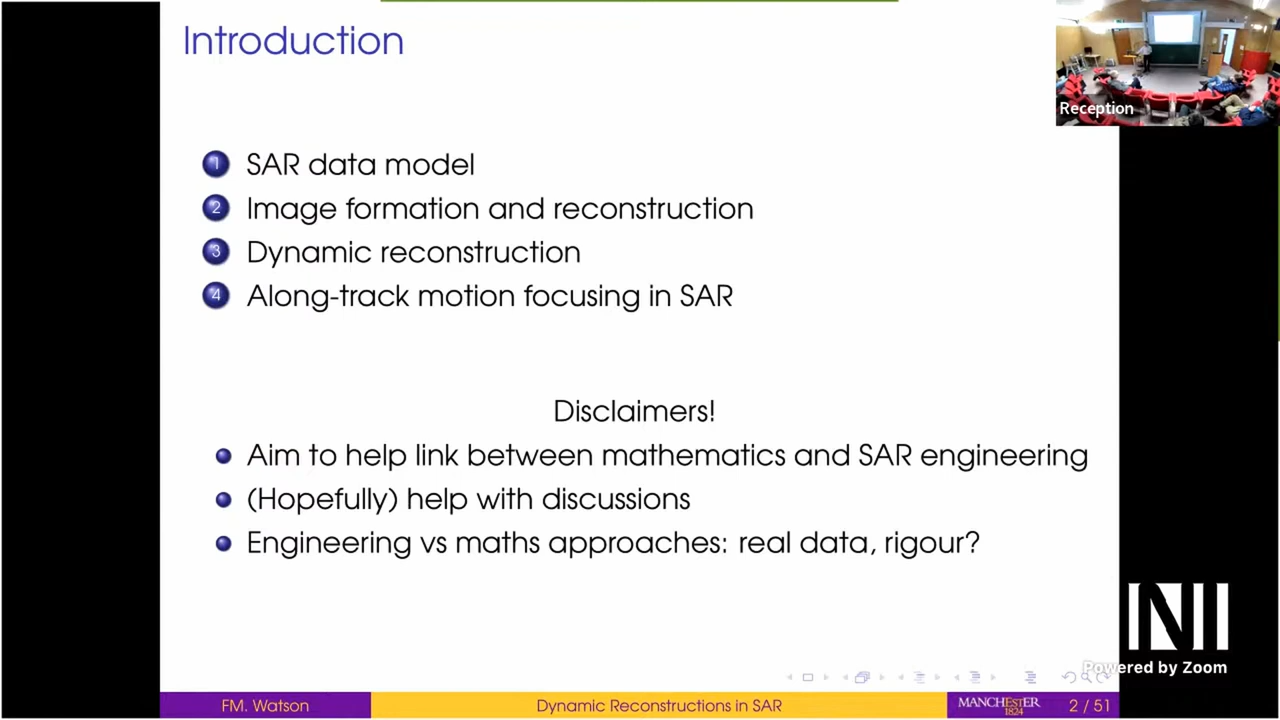 Introduction
Reception
1 SAR data model
2 Image formation and reconstruction
3 Dynamic reconstruction
4 Along-track motion focusing in SAR
Disclaimers!
Aim to help link between mathematics and SAR engineering
(Hopefully) help with discussions
Engineering vs maths approaches: real data, rigour?
NI
Powered by Zoom
FM. Watson
Dynamic Reconstructions in SAR
MANCHESTER
1824
2 / 51